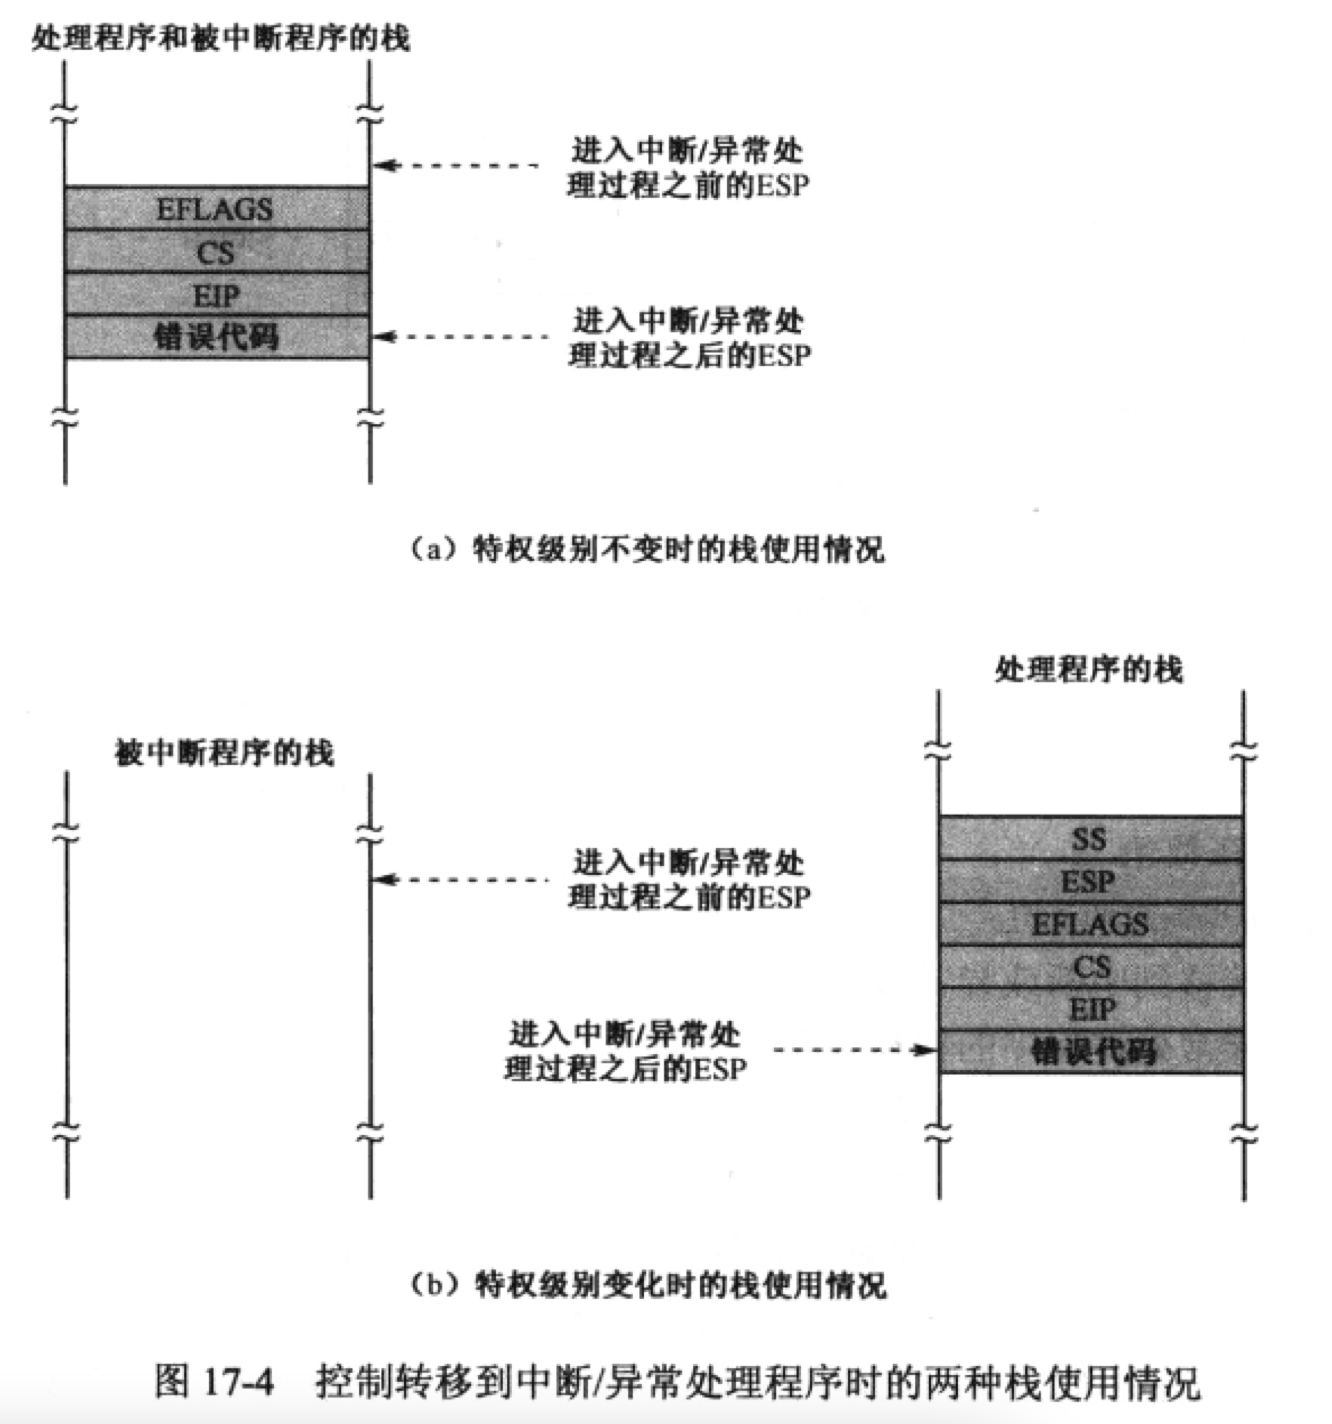 处理程序和被中断程序的栈
进入中断/异常处
理过程之前的ESP
EFLAGS
CS
EIP
错误代码
进入中断/异常处
理过程之后的ESP
（a）特权级别不变时的栈使用情况
处理程序的栈
被中断程序的栈
进入中断/异常处
理过程之前的ESP
进入中断/异常处
理过程之后的ESP
SS
ESP
EFLAGS
CS
EIP
错误代码
（b）特权级别变化时的栈使用情况
图 17-4 控制转移到中断/异常处理程序时的两种栈使用情况